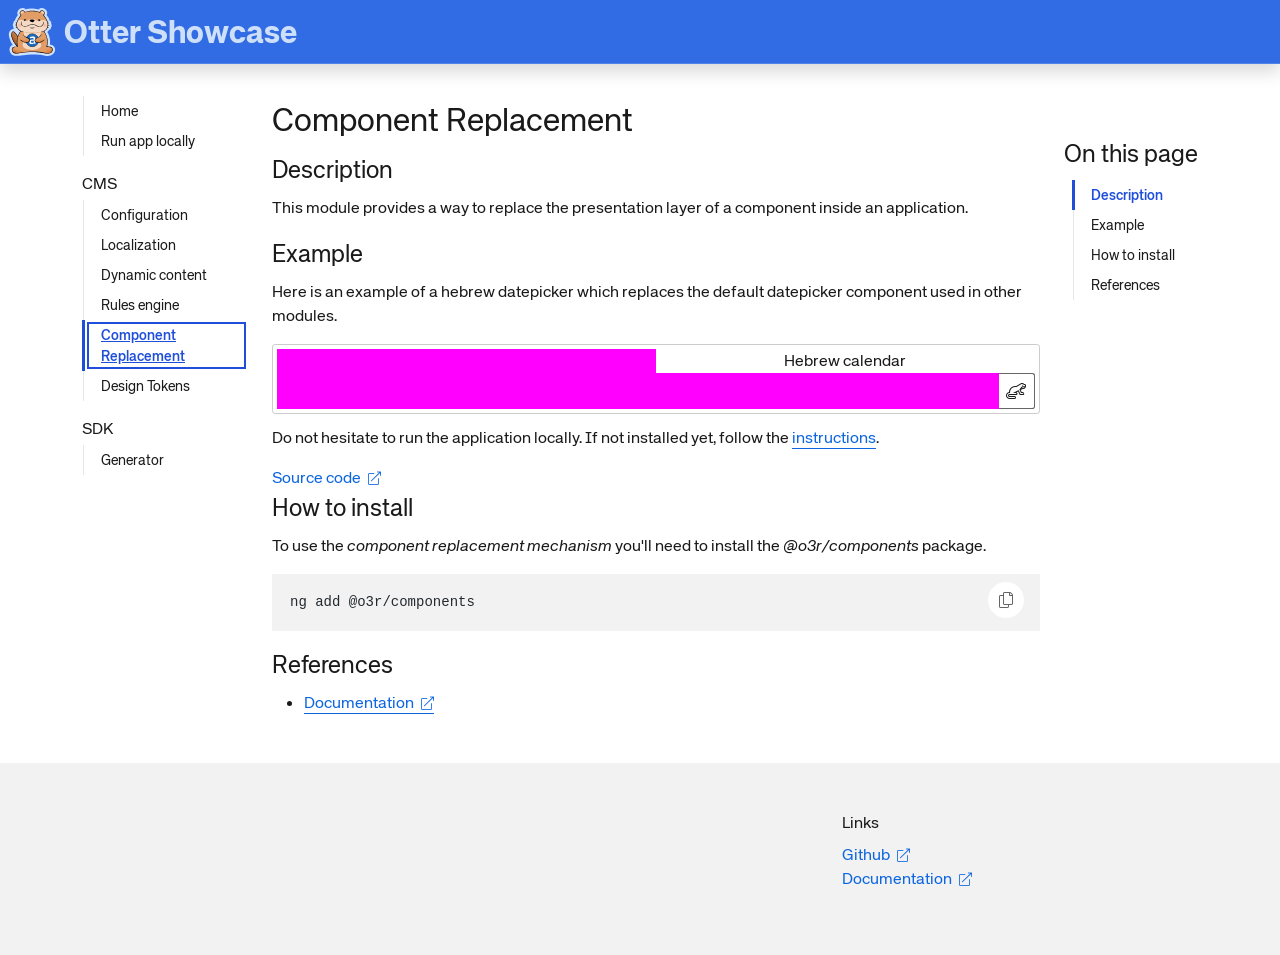 Otter Showcase
Home
Run app locally
CMS
Configuration
Localization
Dynamic content
Rules engine
Component
Replacement
Design Tokens
SDK
Generator
Component Replacement
Description
This module provides a way to replace the presentation layer of a component inside an application.
Example
Here is an example of a hebrew datepicker which replaces the default datepicker component used in other
modules.
Hebrew calendar
Do not hesitate to run the application locally. If not installed yet, follow the instructions.
Source code
How to install
To use the component replacement mechanism you'll need to install the @o3r/components package.
ng add @o3r/components
References
Documentation
On this page
Description
Example
How to install
References
Links
Github
Documentation